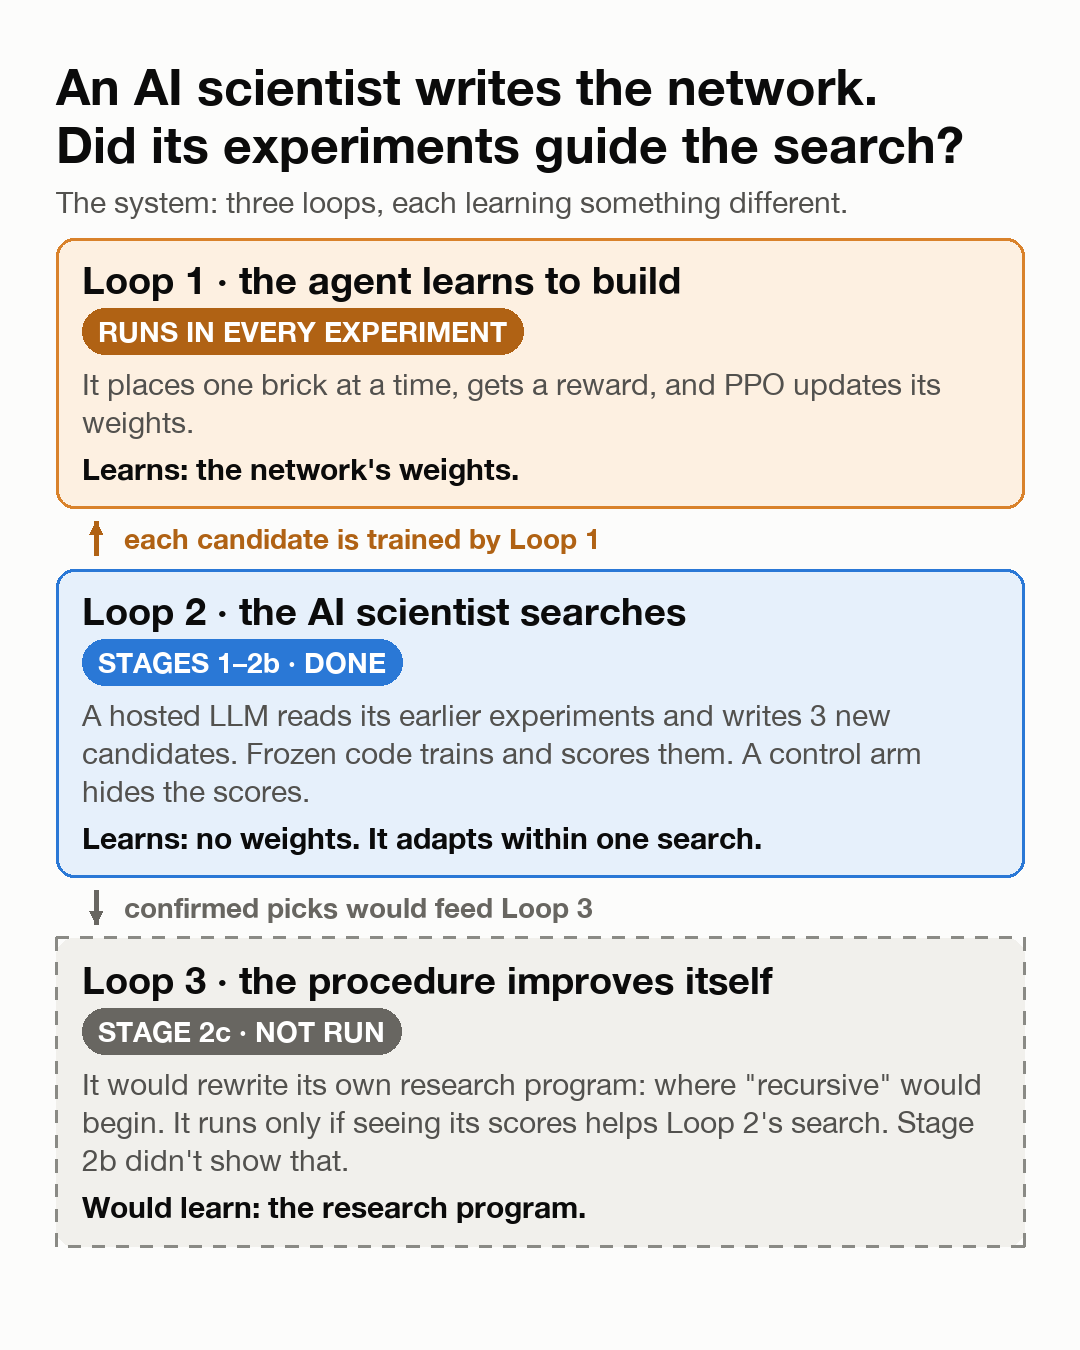 An AI scientist writes the network.
Did its experiments guide the search?
The system: three loops, each learning something different.
Loop 1 · the agent learns to build
RUNS IN EVERY EXPERIMENT
It places one brick at a time, gets a reward, and PPO updates its
weights.
Learns: the network's weights.
each candidate is trained by Loop 1
Loop 2 · the AI scientist searches
STAGES 1–2b · DONE
A hosted LLM reads its earlier experiments and writes 3 new
candidates. Frozen code trains and scores them. A control arm
hides the scores.
Learns: no weights. It adapts within one search.
confirmed picks would feed Loop 3
Loop 3 · the procedure improves itself
STAGE 2c · NOT RUN
It would rewrite its own research program: where "recursive" would
begin. It runs only if seeing its scores helps Loop 2's search. Stage
2b didn't show that.
Would learn: the research program.